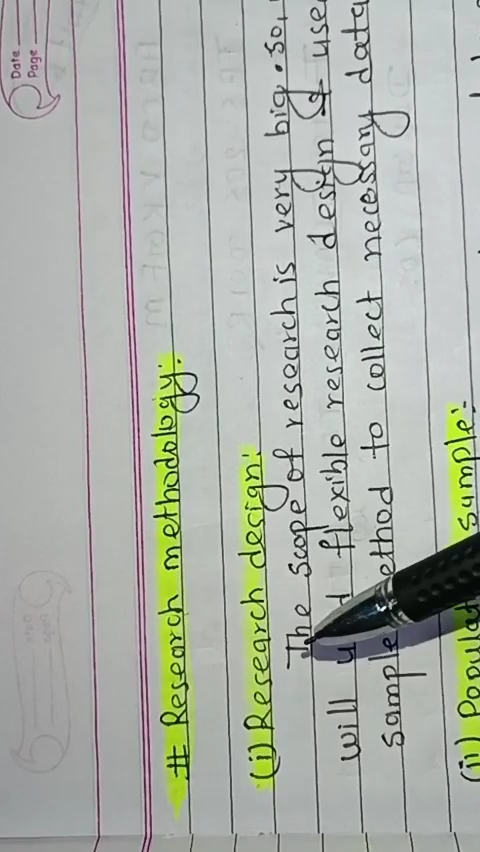 Date
Page
# Research methodology:
(i) Research design:
The scope of research is very big. So,
will flexible research design & use
sample to collect necessary data
(ii) sample:-